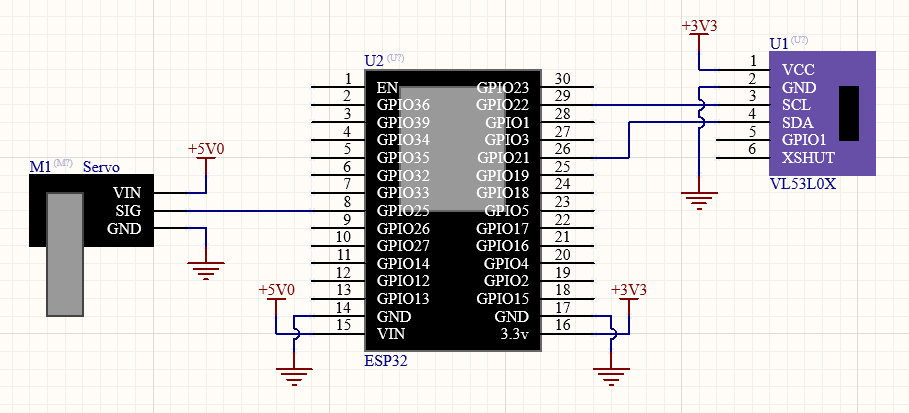 +3V3
U1 (U?)
1 VCC
2 GND
3 SCL
4 SDA
5 GPIO1
6 XSHUT
VL53L0X
U2 (U?)
1 EN GPIO23 30
2 GPIO36 GPIO22 29
3 GPIO39 GPIO1 28
4 GPIO34 GPIO3 27
5 GPIO35 GPIO21 26
6 GPIO32 GPIO19 25
7 GPIO33 GPIO18 24
8 GPIO25 GPIO5 23
9 GPIO26 GPIO17 22
10 GPIO27 GPIO16 21
11 GPIO14 GPIO4 20
12 GPIO12 GPIO2 19
13 GPIO13 GPIO15 18
14 GND GND 17
15 VIN 3.3v 16
ESP32
+5V0
M1 (M?) Servo
VIN
SIG
GND
+5V0
+3V3